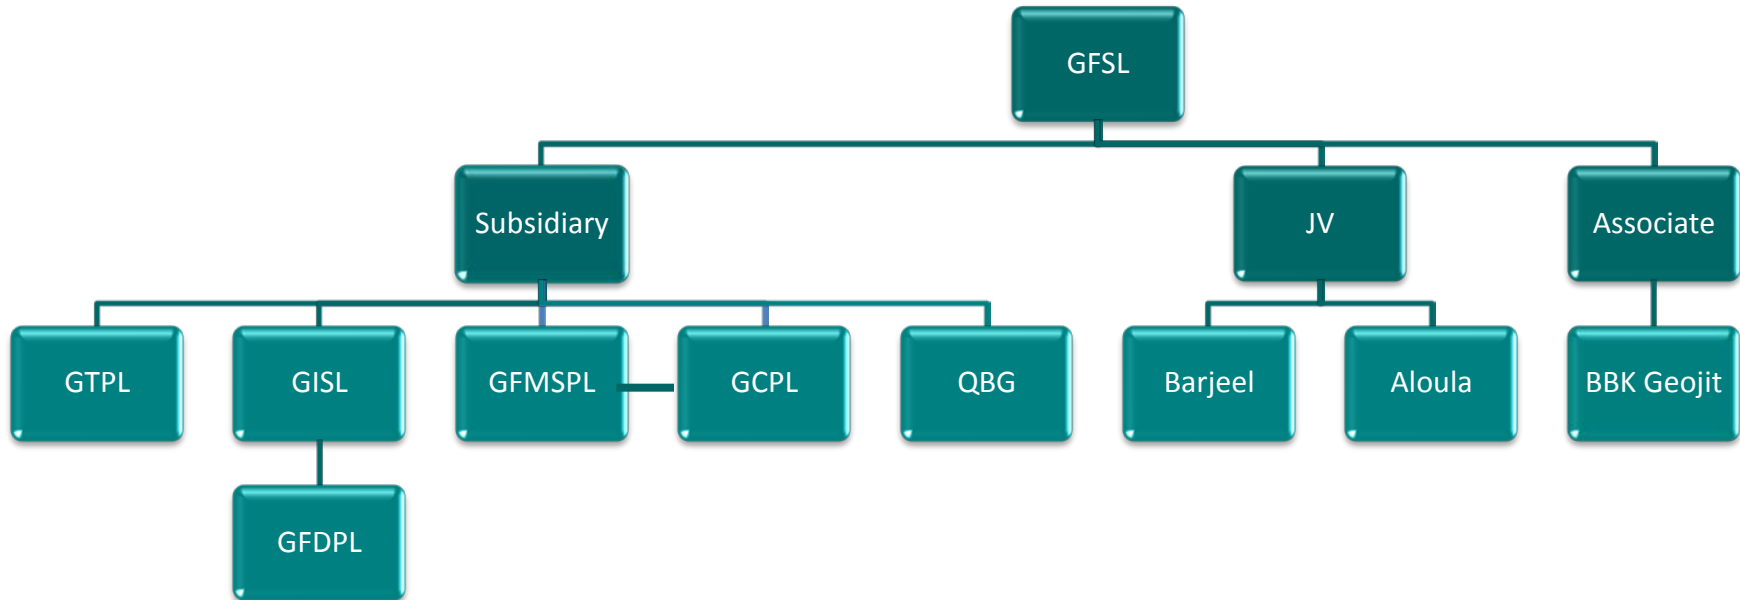 GFSL
Subsidiary
JV
Associate
GTPL
GISL
GFMSPL
GCPL
QBG
Barjeel
Aloula
BBK Geojit
GFDPL